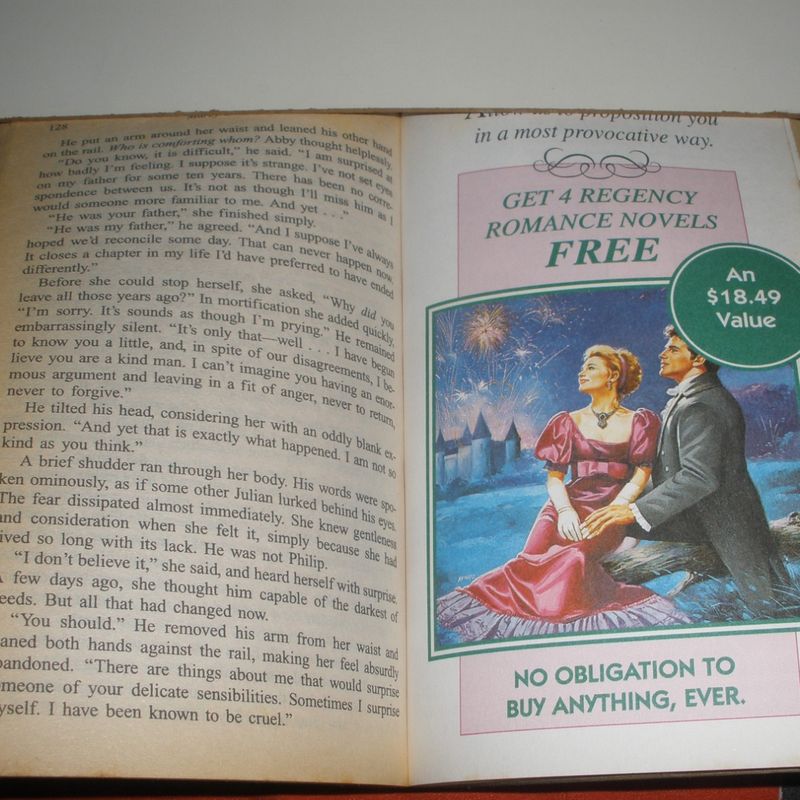 128
He put an arm around her waist and leaned his other hand
on the rail. Who is comforting whom? Abby thought helplessly.
"Do you know, it is difficult," he said. "I am surprised at
how badly I'm feeling. I suppose it's strange. I've not set eyes
on my father for some ten years. There has been no corre-
spondence between us. It's not as though I'll miss him as I
would someone more familiar to me. And yet . . ."
"He was your father," she finished simply.
"He was my father," he agreed. "And I suppose I've always
hoped we'd reconcile some day. That can never happen now.
It closes a chapter in my life I'd have preferred to have ended
differently."
Before she could stop herself, she asked, "Why did you
leave all those years ago?" In mortification she added quickly,
"I'm sorry. It's sounds as though I'm prying." He remained
embarrassingly silent. "It's only that—well . . . I have begun
to know you a little, and, in spite of our disagreements, I be-
lieve you are a kind man. I can't imagine you having an enor-
mous argument and leaving in a fit of anger, never to return,
never to forgive."
He tilted his head, considering her with an oddly blank ex-
pression. "And yet that is exactly what happened. I am not so
kind as you think."
A brief shudder ran through her body. His words were spo-
ken ominously, as if some other Julian lurked behind his eyes.
The fear dissipated almost immediately. She knew gentleness
and consideration when she felt it, simply because she had
lived so long with its lack. He was not Philip.
"I don't believe it," she said, and heard herself with surprise.
A few days ago, she thought him capable of the darkest of
eeds. But all that had changed now.
"You should." He removed his arm from her waist and
eaned both hands against the rail, making her feel absurdly
bandoned. "There are things about me that would surprise
omeone of your delicate sensibilities. Sometimes I surprise
yself. I have been known to be cruel."
Allow us to proposition you
in a most provocative way.
GET 4 REGENCY
ROMANCE NOVELS
FREE
An
$18.49
Value
NO OBLIGATION TO
BUY ANYTHING, EVER.